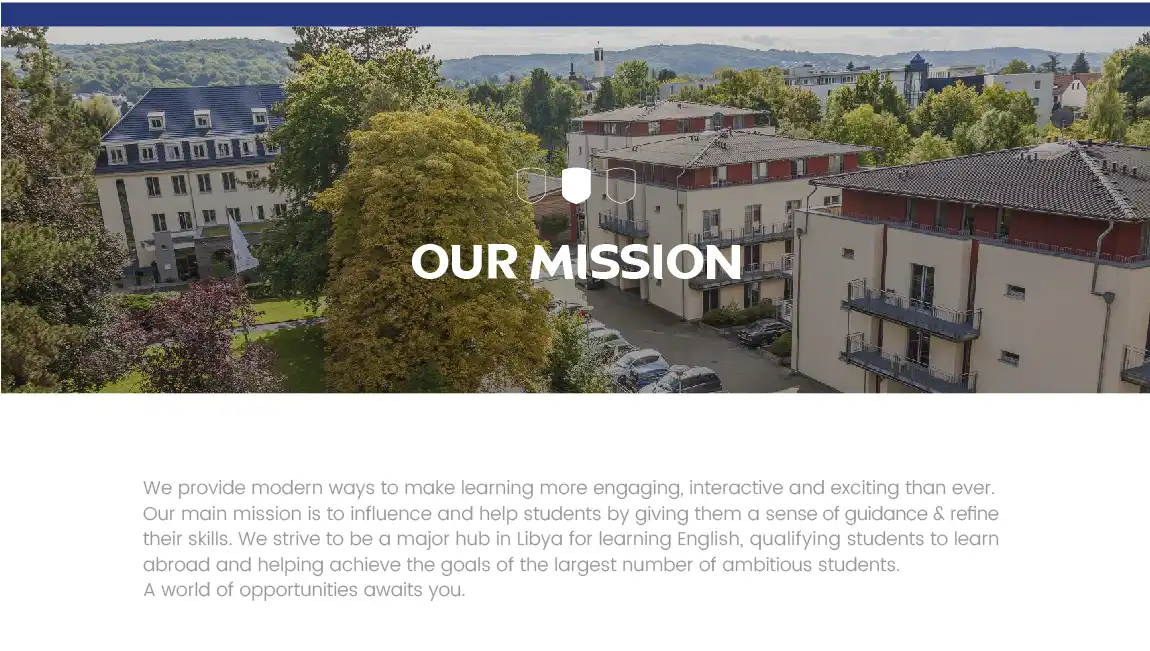 OUR MISSION
We provide modern ways to make learning more engaging, interactive and exciting than ever.
Our main mission is to influence and help students by giving them a sense of guidance & refine
their skills. We strive to be a major hub in Libya for learning English, qualifying students to learn
abroad and helping achieve the goals of the largest number of ambitious students.
A world of opportunities awaits you.